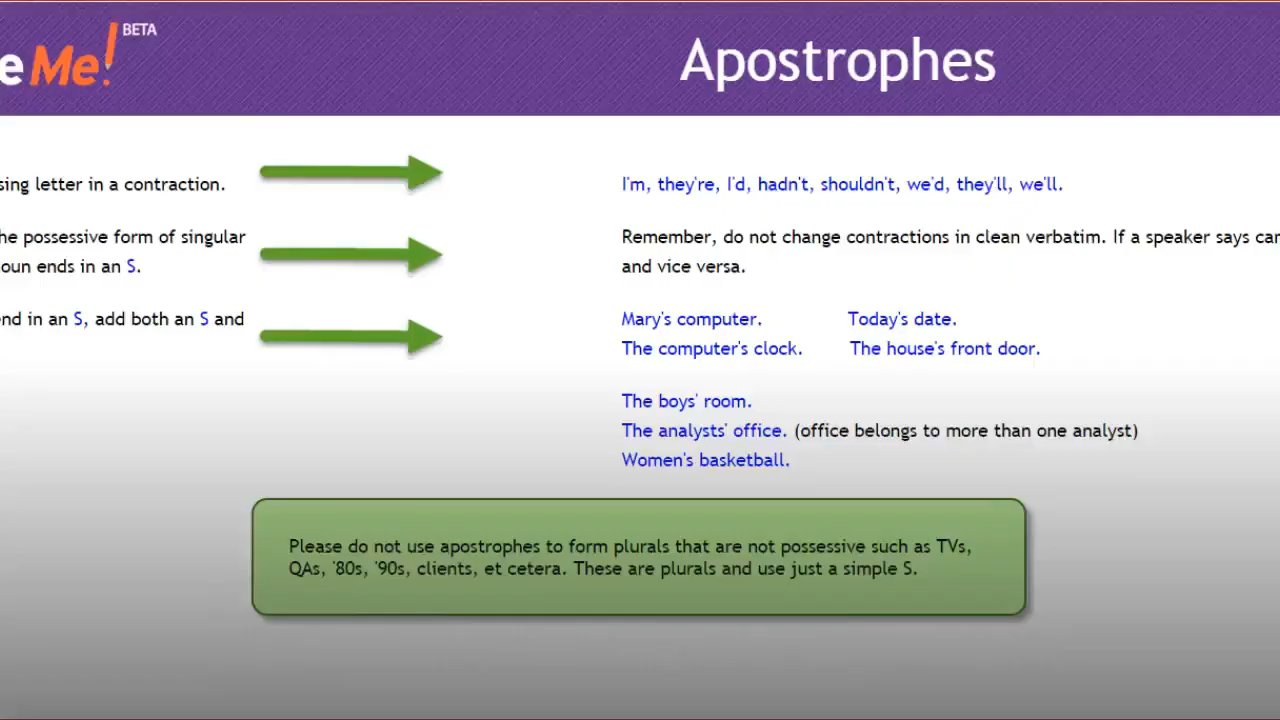 BETA
e Me!
Apostrophes
sing letter in a contraction.
I'm, they're, I'd, hadn't, shouldn't, we'd, they'll, we'll.
he possessive form of singular
oun ends in an S.
Remember, do not change contractions in clean verbatim. If a speaker says can
and vice versa.
end in an S, add both an S and
Mary's computer. Today's date.
The computer's clock. The house's front door.
The boys' room.
The analysts' office. (office belongs to more than one analyst)
Women's basketball.
Please do not use apostrophes to form plurals that are not possessive such as TVs,
QAs, '80s, '90s, clients, et cetera. These are plurals and use just a simple S.